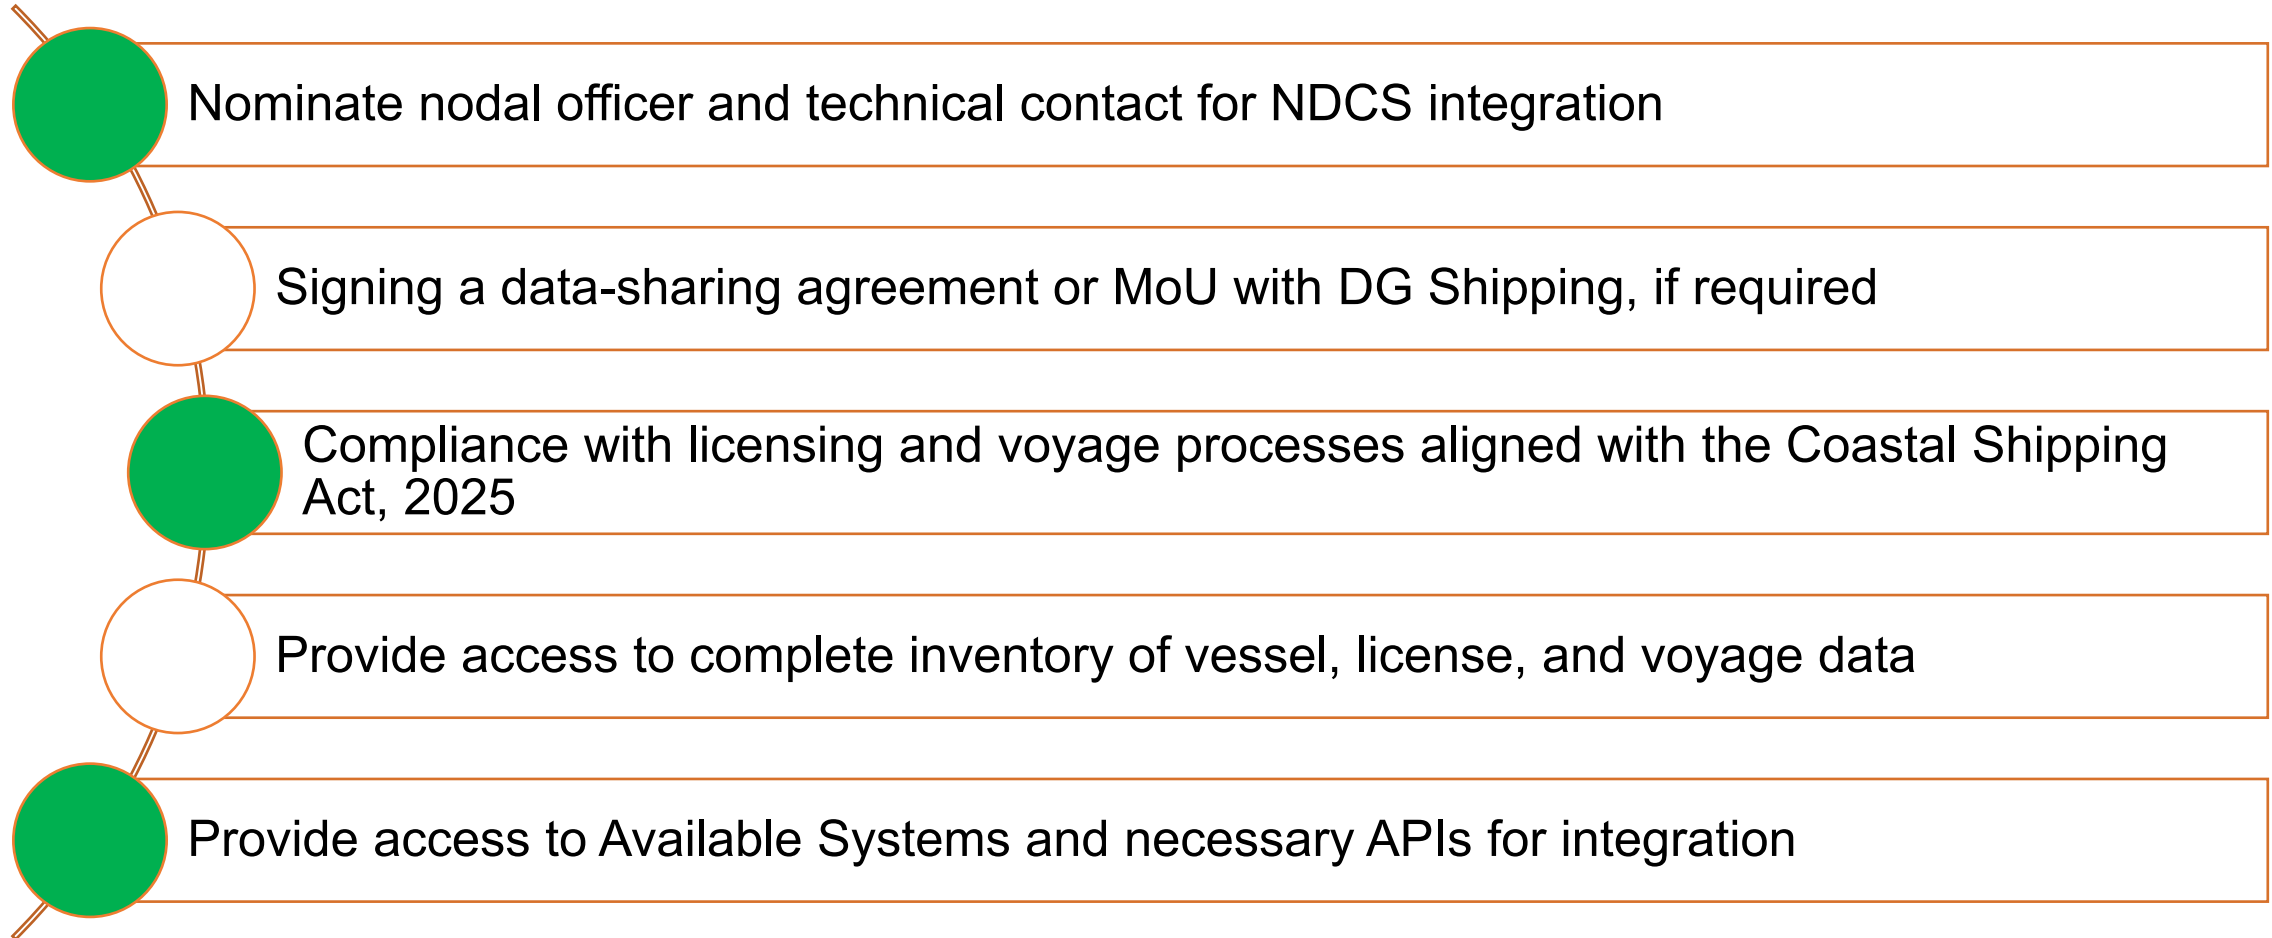 Nominate nodal officer and technical contact for NDCS integration
Signing a data-sharing agreement or MoU with DG Shipping, if required
Compliance with licensing and voyage processes aligned with the Coastal Shipping
Act, 2025
Provide access to complete inventory of vessel, license, and voyage data
Provide access to Available Systems and necessary APIs for integration